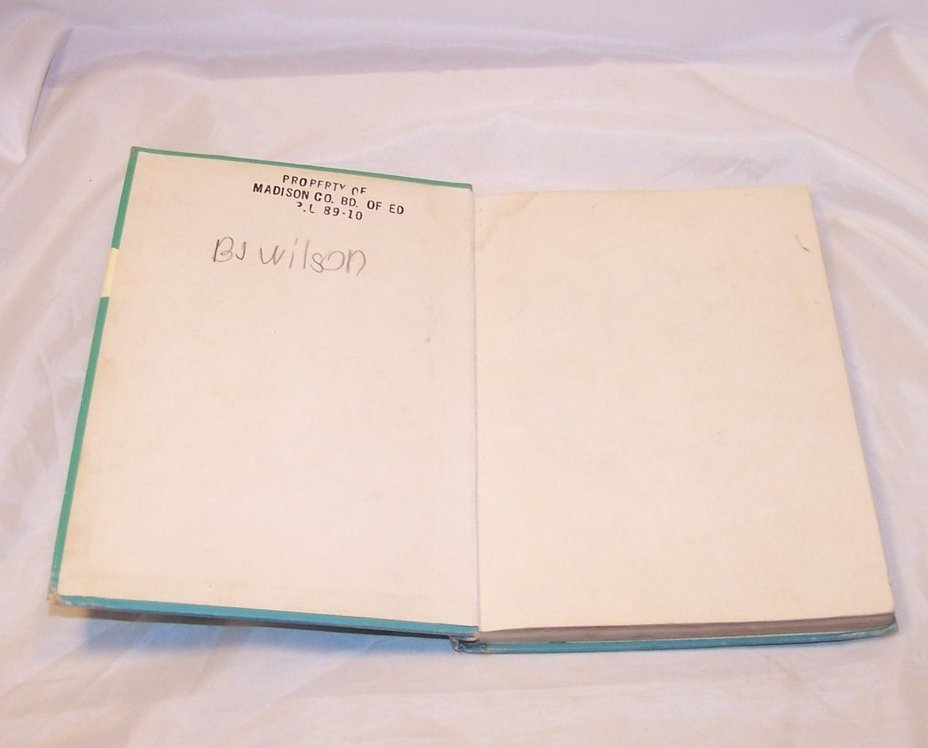 PROPERTY OF
MADISON CO. BD. OF ED
P.L 89-10
BJ Wilson